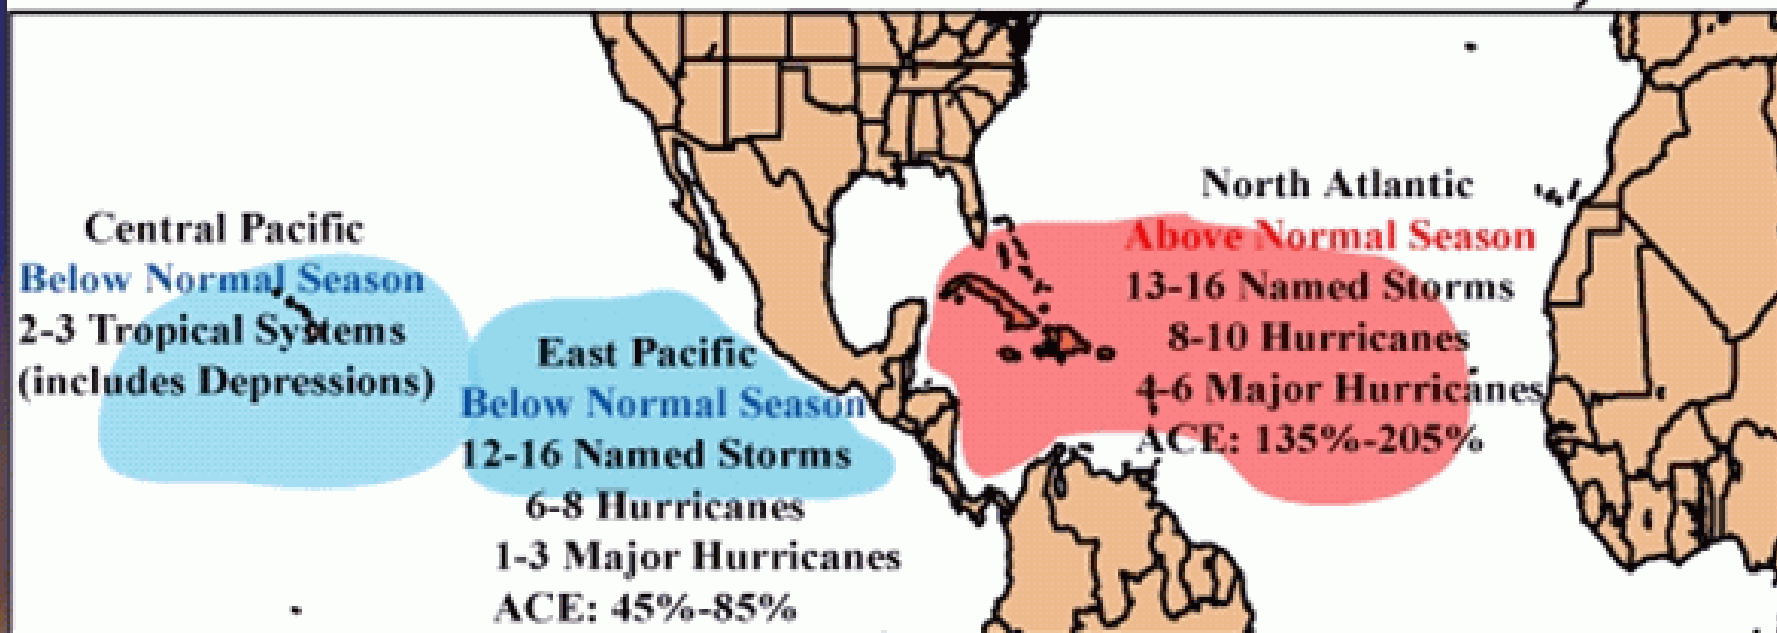 Central Pacific
Below Normal Season
2-3 Tropical Systems
(includes Depressions)
East Pacific
Below Normal Season
12-16 Named Storms
6-8 Hurricanes
1-3 Major Hurricanes
ACE: 45%-85%
North Atlantic
Above Normal Season
13-16 Named Storms
8-10 Hurricanes
4-6 Major Hurricanes
ACE: 135%-205%